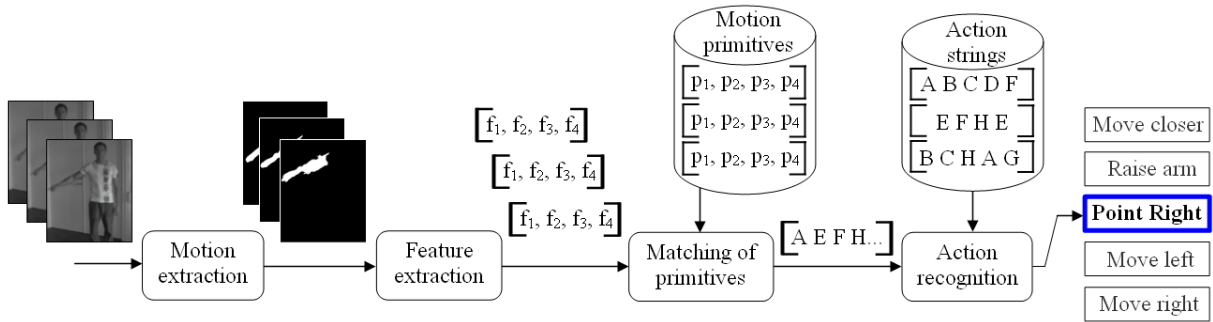 Motion
primitives
[p₁, p₂, p₃, p₄]
[p₁, p₂, p₃, p₄]
[p₁, p₂, p₃, p₄]
Action
strings
[A B C D F]
E F H E
[B C H A G]
[f₁, f₂, f₃, f₄]
[f₁, f₂, f₃, f₄]
[f₁, f₂, f₃, f₄]
Motion
extraction
Feature
extraction
Matching of
primitives
[A E F H...]
Action
recognition
Move closer
Raise arm
Point Right
Move left
Move right